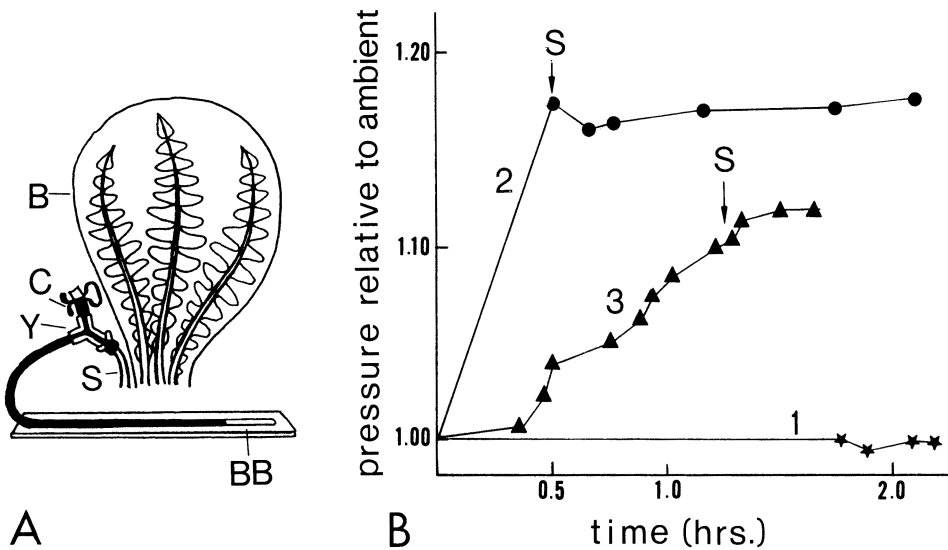 B
C
Y
S
BB
A
pressure relative to ambient
1.20
1.10
1.00
S
2
S
3
1
0.5
1.0
2.0
time (hrs.)
B